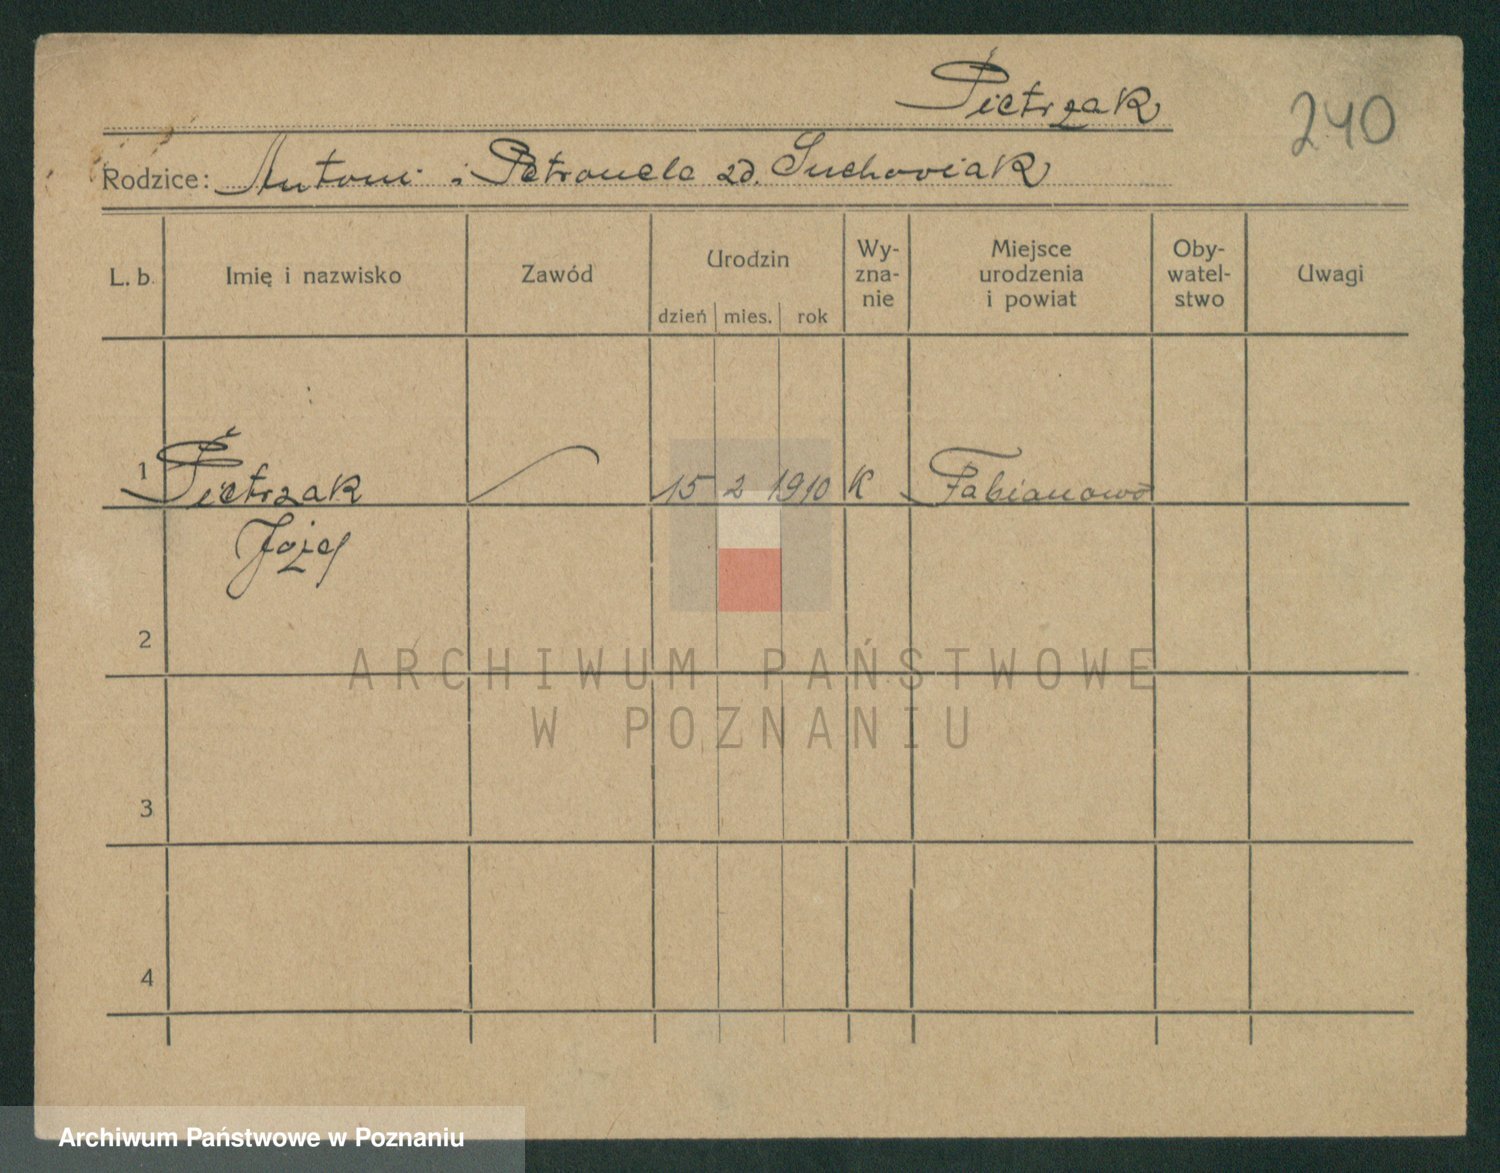 Pietrzak
240
Rodzice: Antoni i Petronela zd. Suchoviak
L. b. Imię i nazwisko Zawód Urodzin Wy- Miejsce Oby- Uwagi
zna- urodzenia watel-
nie i powiat stwo
dzień mies. rok
1 Pietrzak 15 2 1910 K Fabianowo
Józef
2
ARCHIWUM PAŃSTWOWE
W POZNANIU
3
4
Archiwum Państwowe w Poznaniu